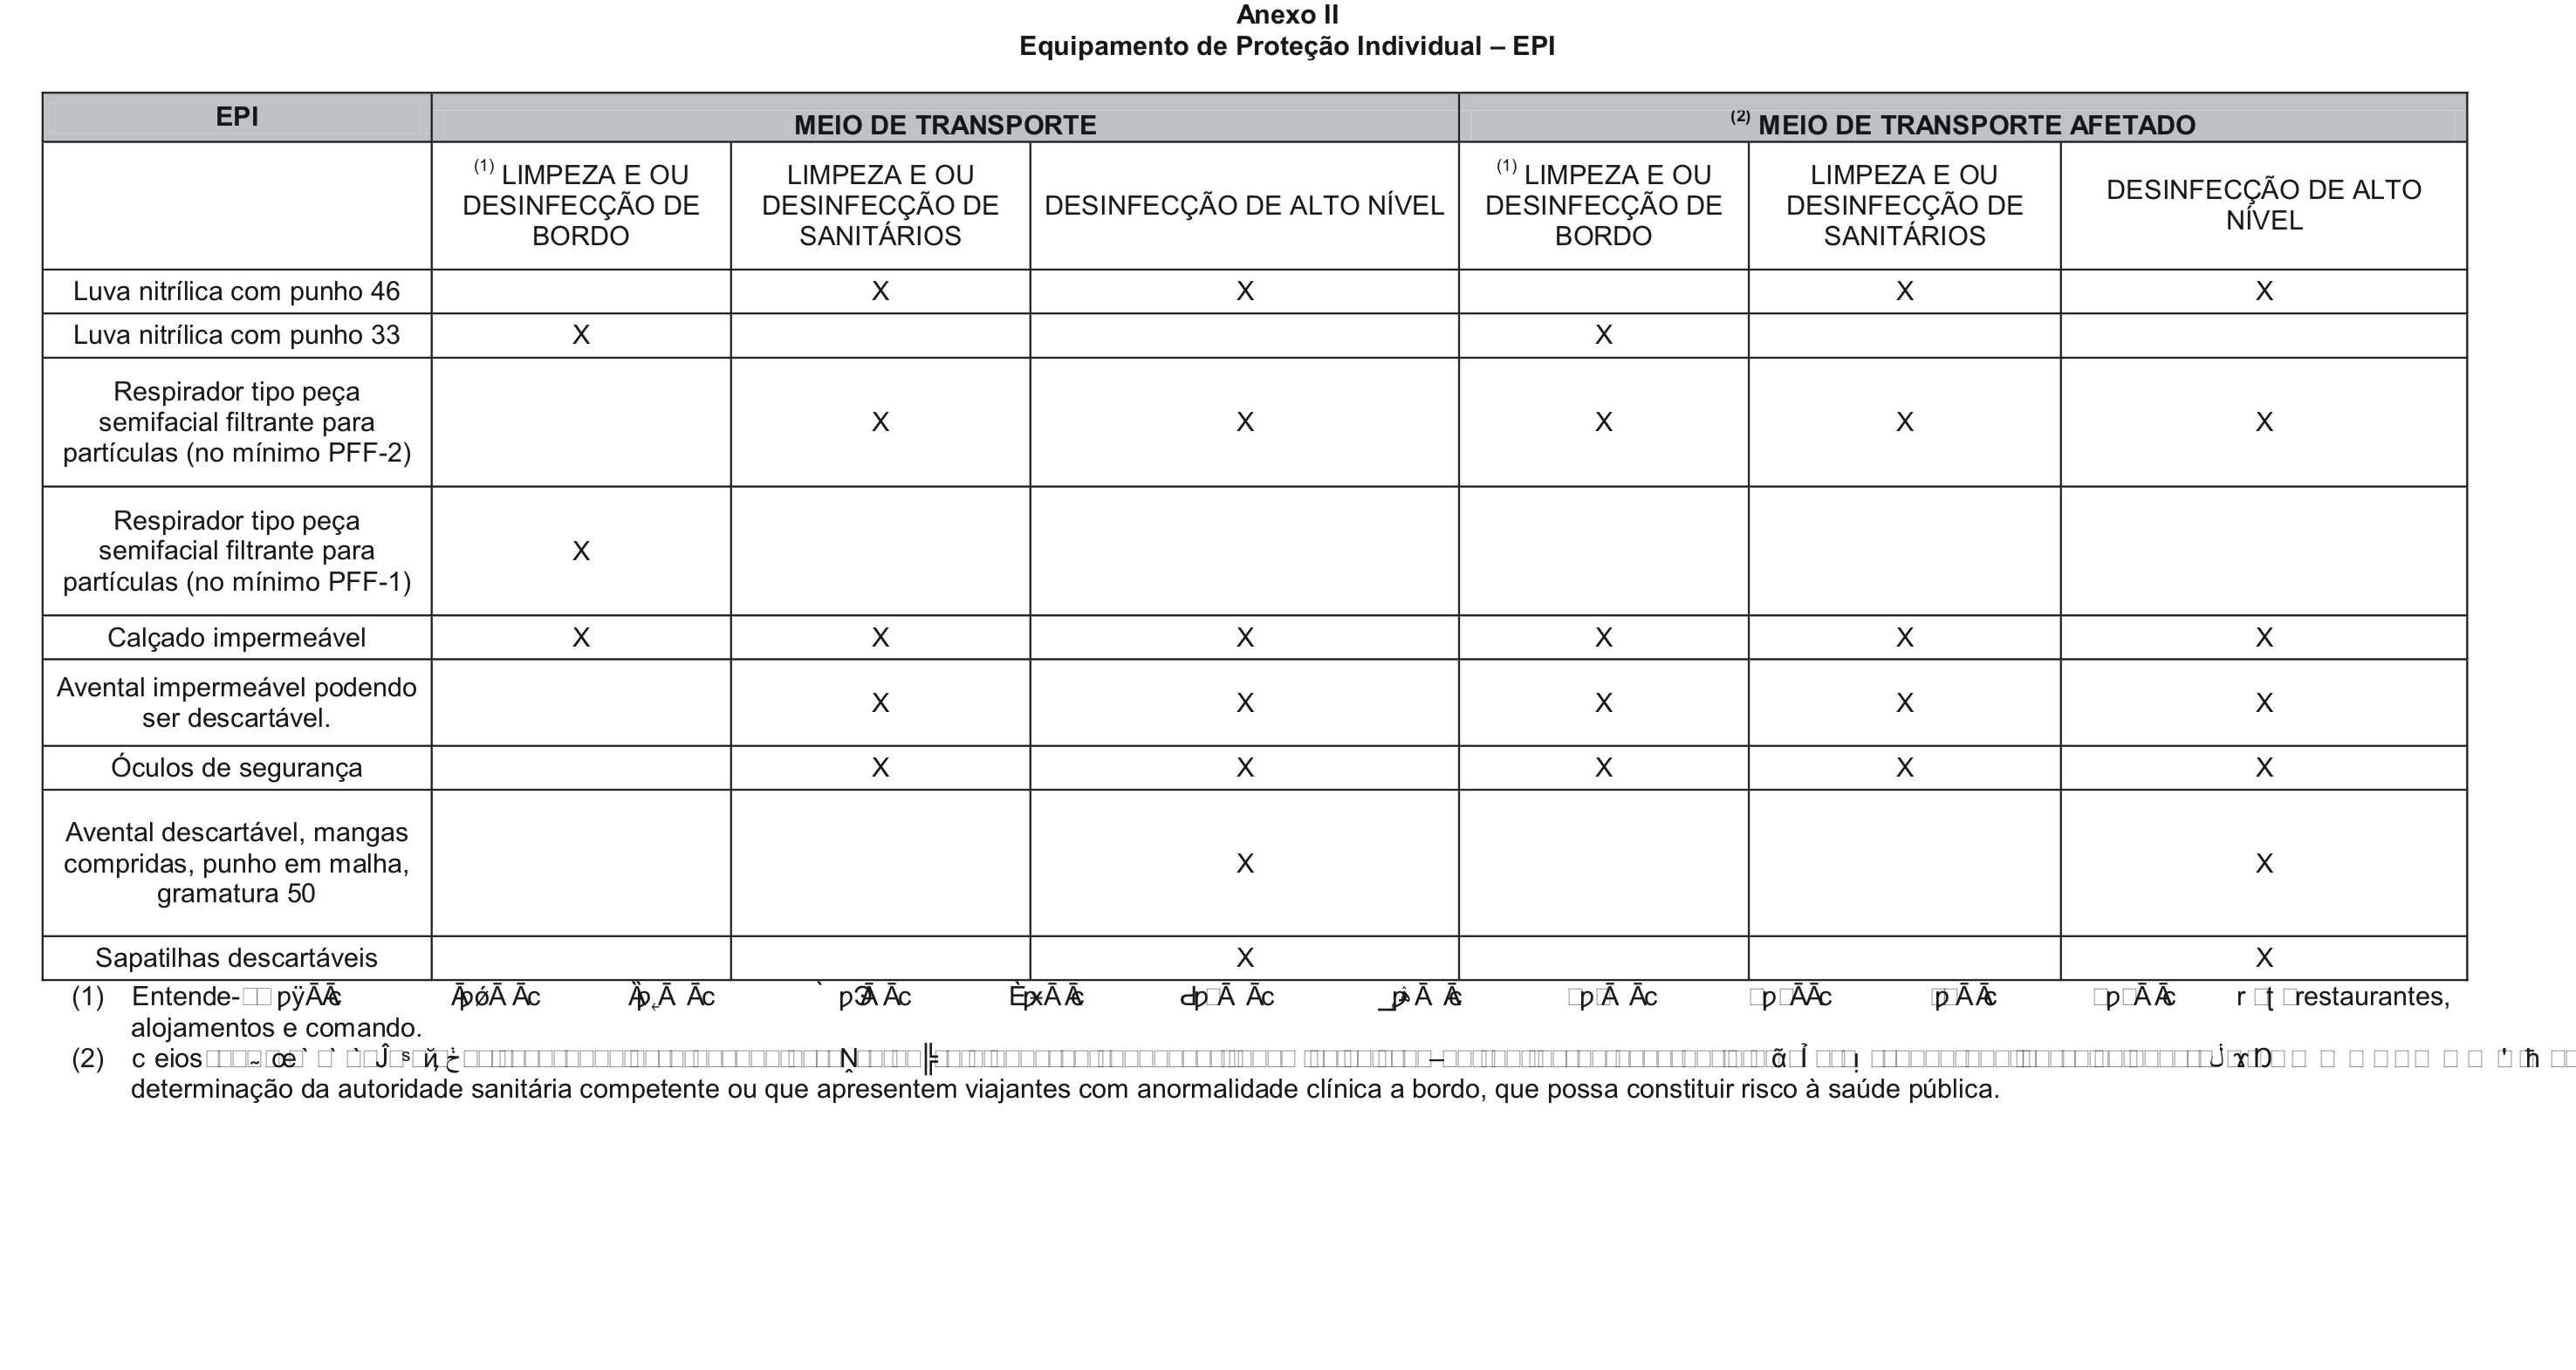 Anexo II
Equipamento de Proteção Individual – EPI
EPI MEIO DE TRANSPORTE (2) MEIO DE TRANSPORTE AFETADO
(1) LIMPEZA E OU DESINFECÇÃO DE BORDO
LIMPEZA E OU DESINFECÇÃO DE SANITÁRIOS
DESINFECÇÃO DE ALTO NÍVEL
(1) LIMPEZA E OU DESINFECÇÃO DE BORDO
LIMPEZA E OU DESINFECÇÃO DE SANITÁRIOS
DESINFECÇÃO DE ALTO NÍVEL
Luva nitrílica com punho 46 X X X X
Luva nitrílica com punho 33 X X
Respirador tipo peça
semifacial filtrante para X X X X X
partículas (no mínimo PFF-2)
Respirador tipo peça
semifacial filtrante para X
partículas (no mínimo PFF-1)
Calçado impermeável X X X X X X
Avental impermeável podendo X X X X X
ser descartável.
Óculos de segurança X X X X X
Avental descartável, mangas
compridas, punho em malha, X X
gramatura 50
Sapatilhas descartáveis X X
(1) Entende- restaurantes,
alojamentos e comando.
(2) eios
determinação da autoridade sanitária competente ou que apresentem viajantes com anormalidade clínica a bordo, que possa constituir risco à saúde pública.